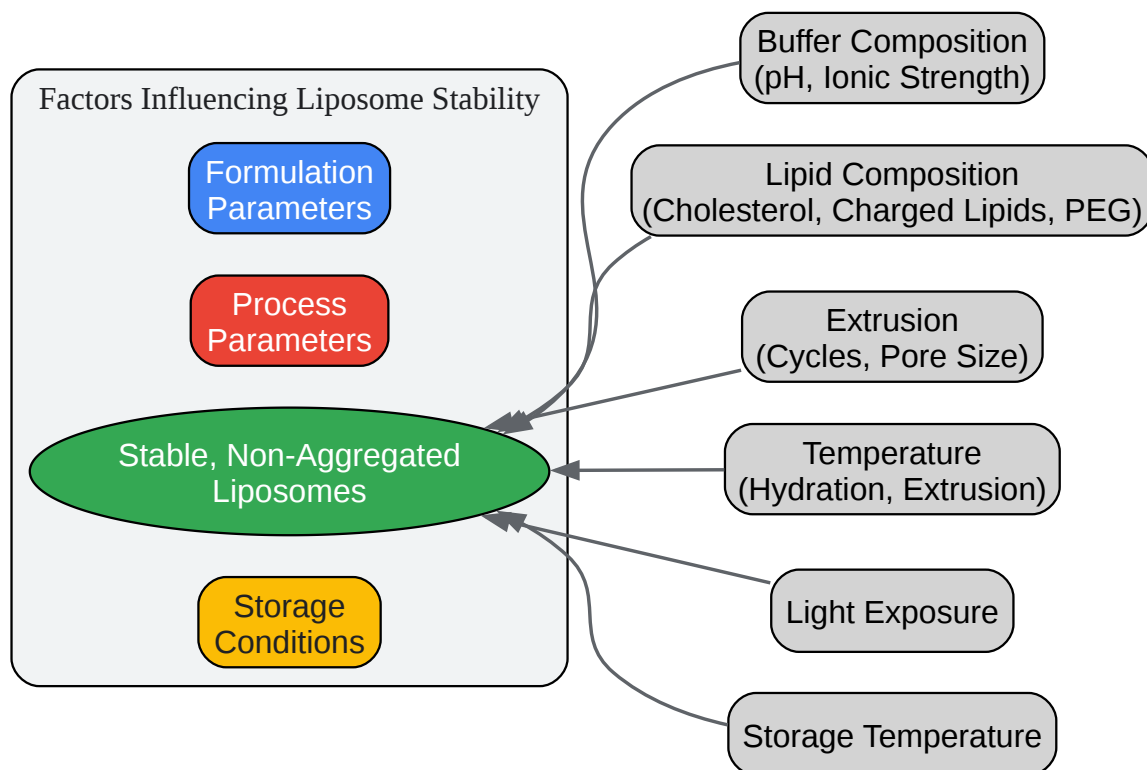 Factors Influencing Liposome Stability
Formulation
Parameters
Process
Parameters
Stable, Non-Aggregated
Liposomes
Storage
Conditions
Buffer Composition
(pH, Ionic Strength)
Lipid Composition
(Cholesterol, Charged Lipids, PEG)
Extrusion
(Cycles, Pore Size)
Temperature
(Hydration, Extrusion)
Light Exposure
Storage Temperature